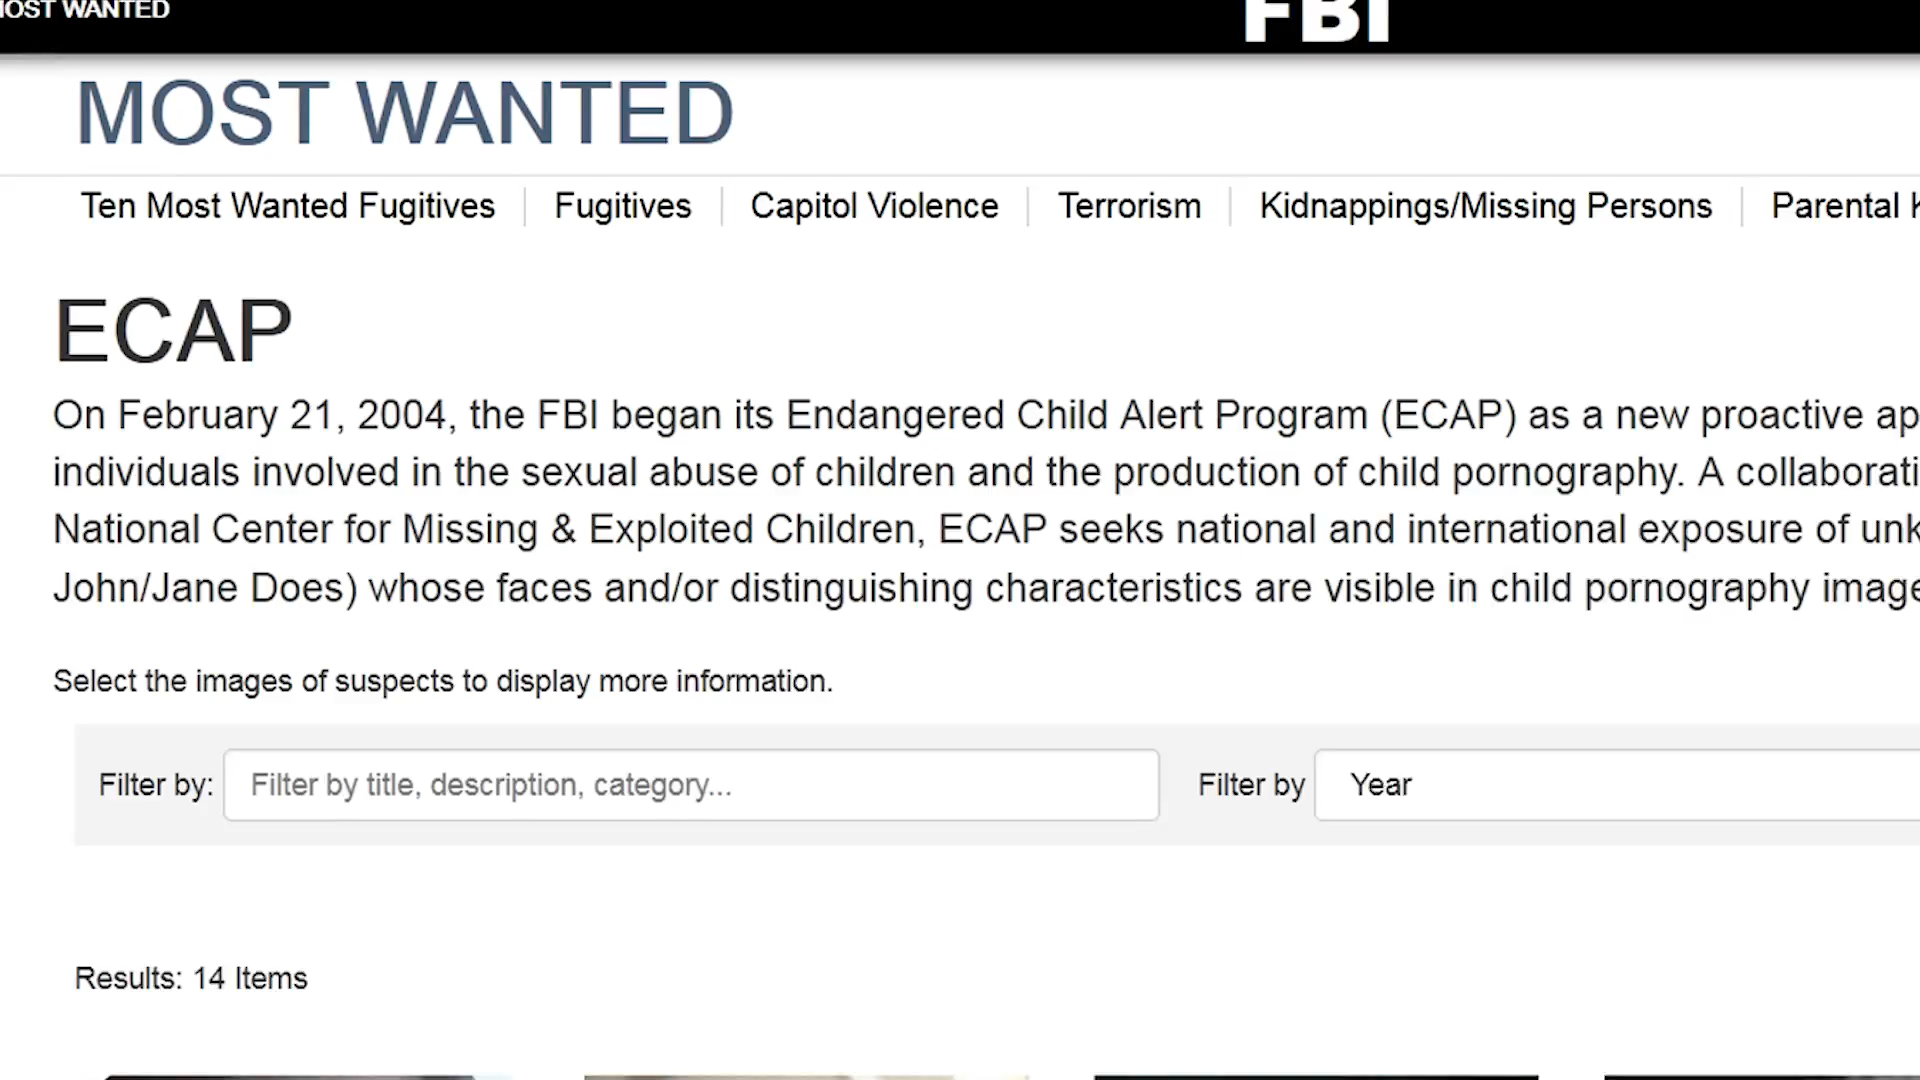 MOST WANTED
FBI
MOST WANTED
Ten Most Wanted Fugitives
Fugitives
Capitol Violence
Terrorism
Kidnappings/Missing Persons
Parental
ECAP
On February 21, 2004, the FBI began its Endangered Child Alert Program (ECAP) as a new proactive
individuals involved in the sexual abuse of children and the production of child pornography. A
National Center for Missing & Exploited Children, ECAP seeks national and international exposure of
John/Jane Does) whose faces and/or distinguishing characteristics are visible in child pornography
Select the images of suspects to display more information.
Filter by: Filter by title, description, category... Filter by Year
Results: 14 Items